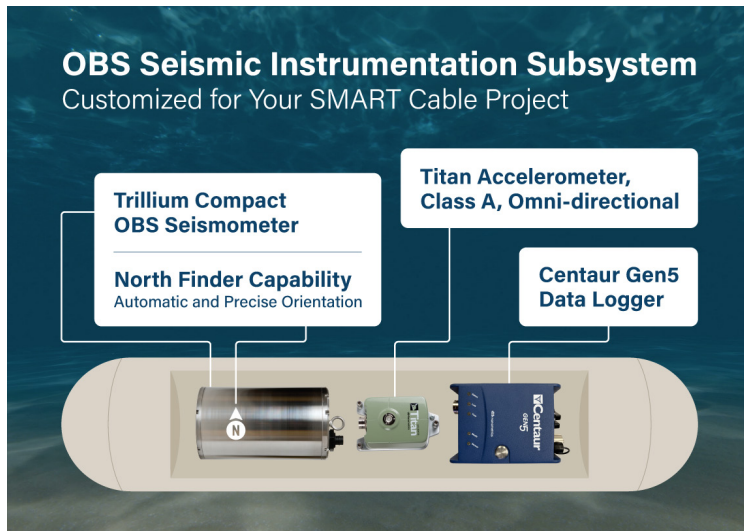 OBS Seismic Instrumentation Subsystem
Customized for Your SMART Cable Project
Trillium Compact
OBS Seismometer
North Finder Capability
Automatic and Precise Orientation
Titan Accelerometer,
Class A, Omni-directional
Centaur Gen5
Data Logger
N
Titan
Centaur
GEN5